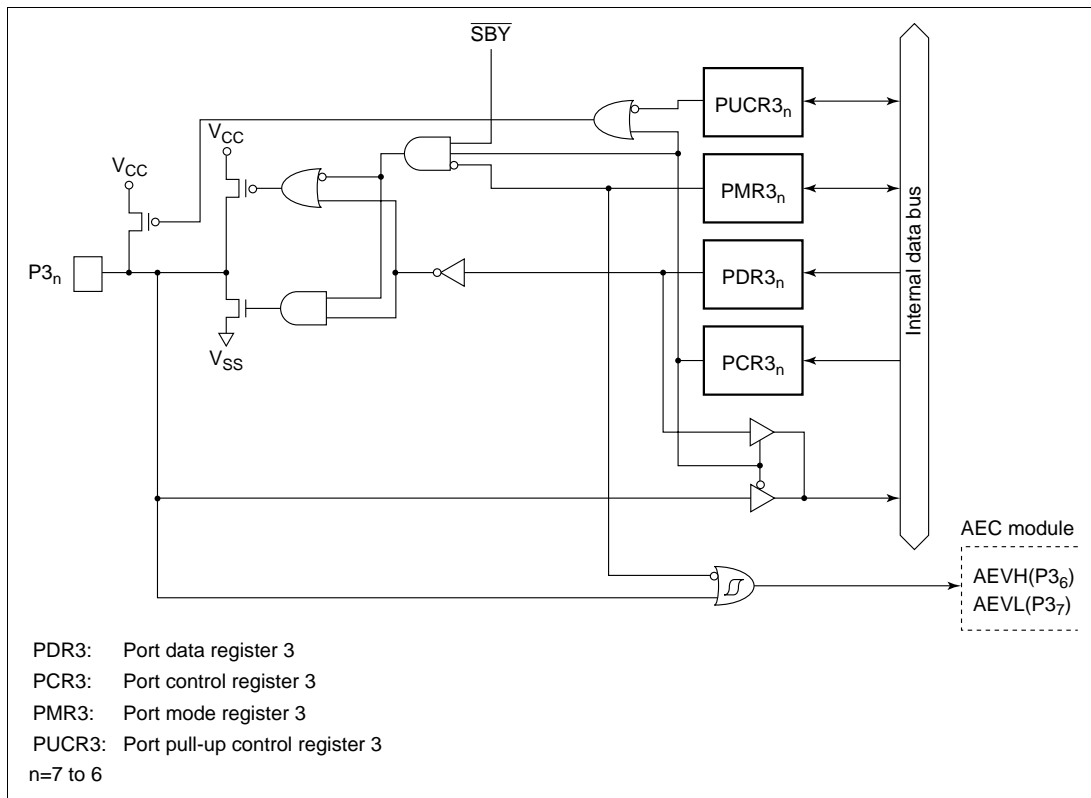 SBY
PUCR3n
VCC
VCC
PMR3n
P3n
PDR3n
Internal data bus
VSS
PCR3n
AEC module
AEVH(P36)
AEVL(P37)
PDR3: Port data register 3
PCR3: Port control register 3
PMR3: Port mode register 3
PUCR3: Port pull-up control register 3
n=7 to 6